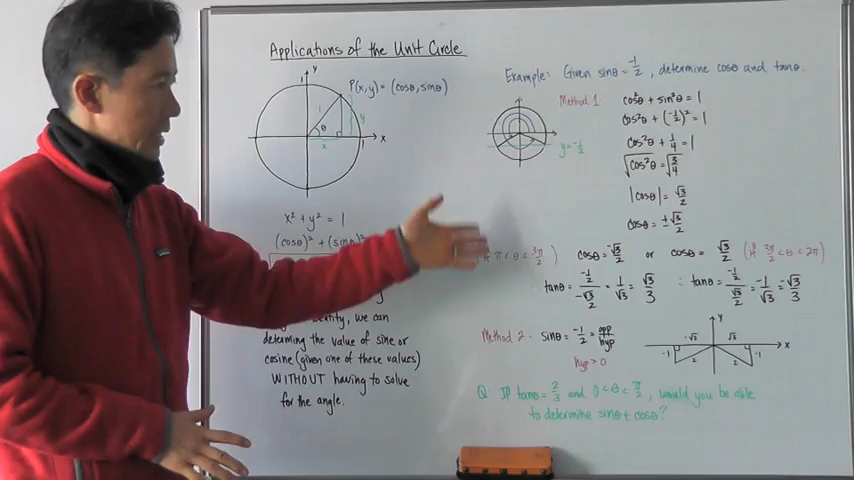 Applications of the Unit Circle
y
1
P(x,y) = (cosθ, sinθ)
1
y
θ
x
1
x
x² + y² = 1
(cosθ)² + (sinθ)
identity, we can
determing the value of sine or
cosine (given one of these values)
WITHOUT having to solve
for the angle.
Example: Given sinθ = -1/2, determine cosθ and tanθ.
Method 1:
cos²θ + sin²θ = 1
cos²θ + (-1/2)² = 1
cos²θ + 1/4 = 1
√cos²θ = √3/4
|cosθ| = √3/2
cosθ = ±√3/2
y = -1/2
π < θ < 3π/2)
cosθ = -√3/2 or cosθ = √3/2 (if 3π/2 < θ < 2π)
tanθ = (-1/2)/(-√3/2) = 1/√3 = √3/3
∴ tanθ = (-1/2)/(√3/2) = -1/√3 = -√3/3
Method 2: sinθ = -1/2 = opp/hyp
hyp > 0
y
-√3
√3
x
-1
2
2
-1
Q: If tanθ = 2/3 and 0 < θ < π/2, would you be able
to determine sinθ + cosθ?